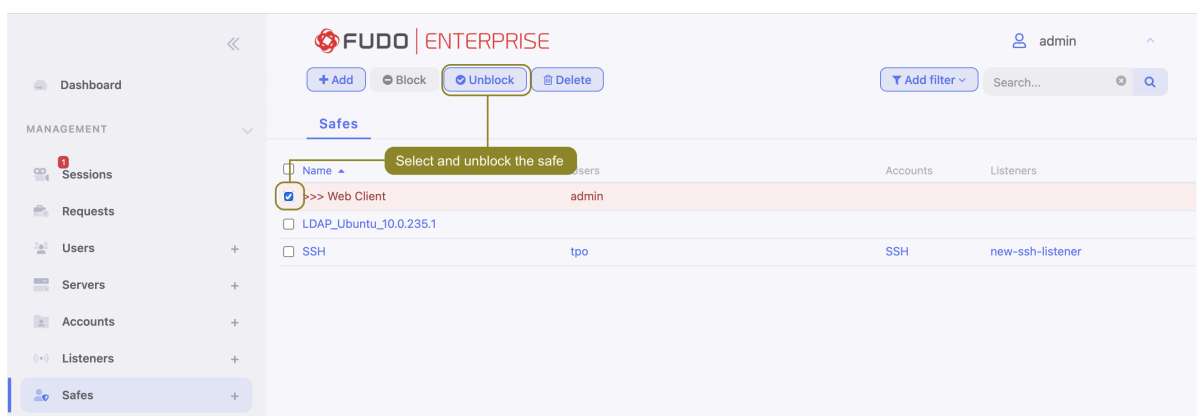 FUDO ENTERPRISE
admin
+ Add
Block
Unblock
Delete
Add filter
Search...
Dashboard
MANAGEMENT
Safes
Select and unblock the safe
1
Sessions
Name
Accounts
Listeners
>>> Web Client
admin
Requests
LDAP_Ubuntu_10.0.235.1
Users +
SSH
tpo
SSH
new-ssh-listener
Servers +
Accounts +
Listeners +
Safes +